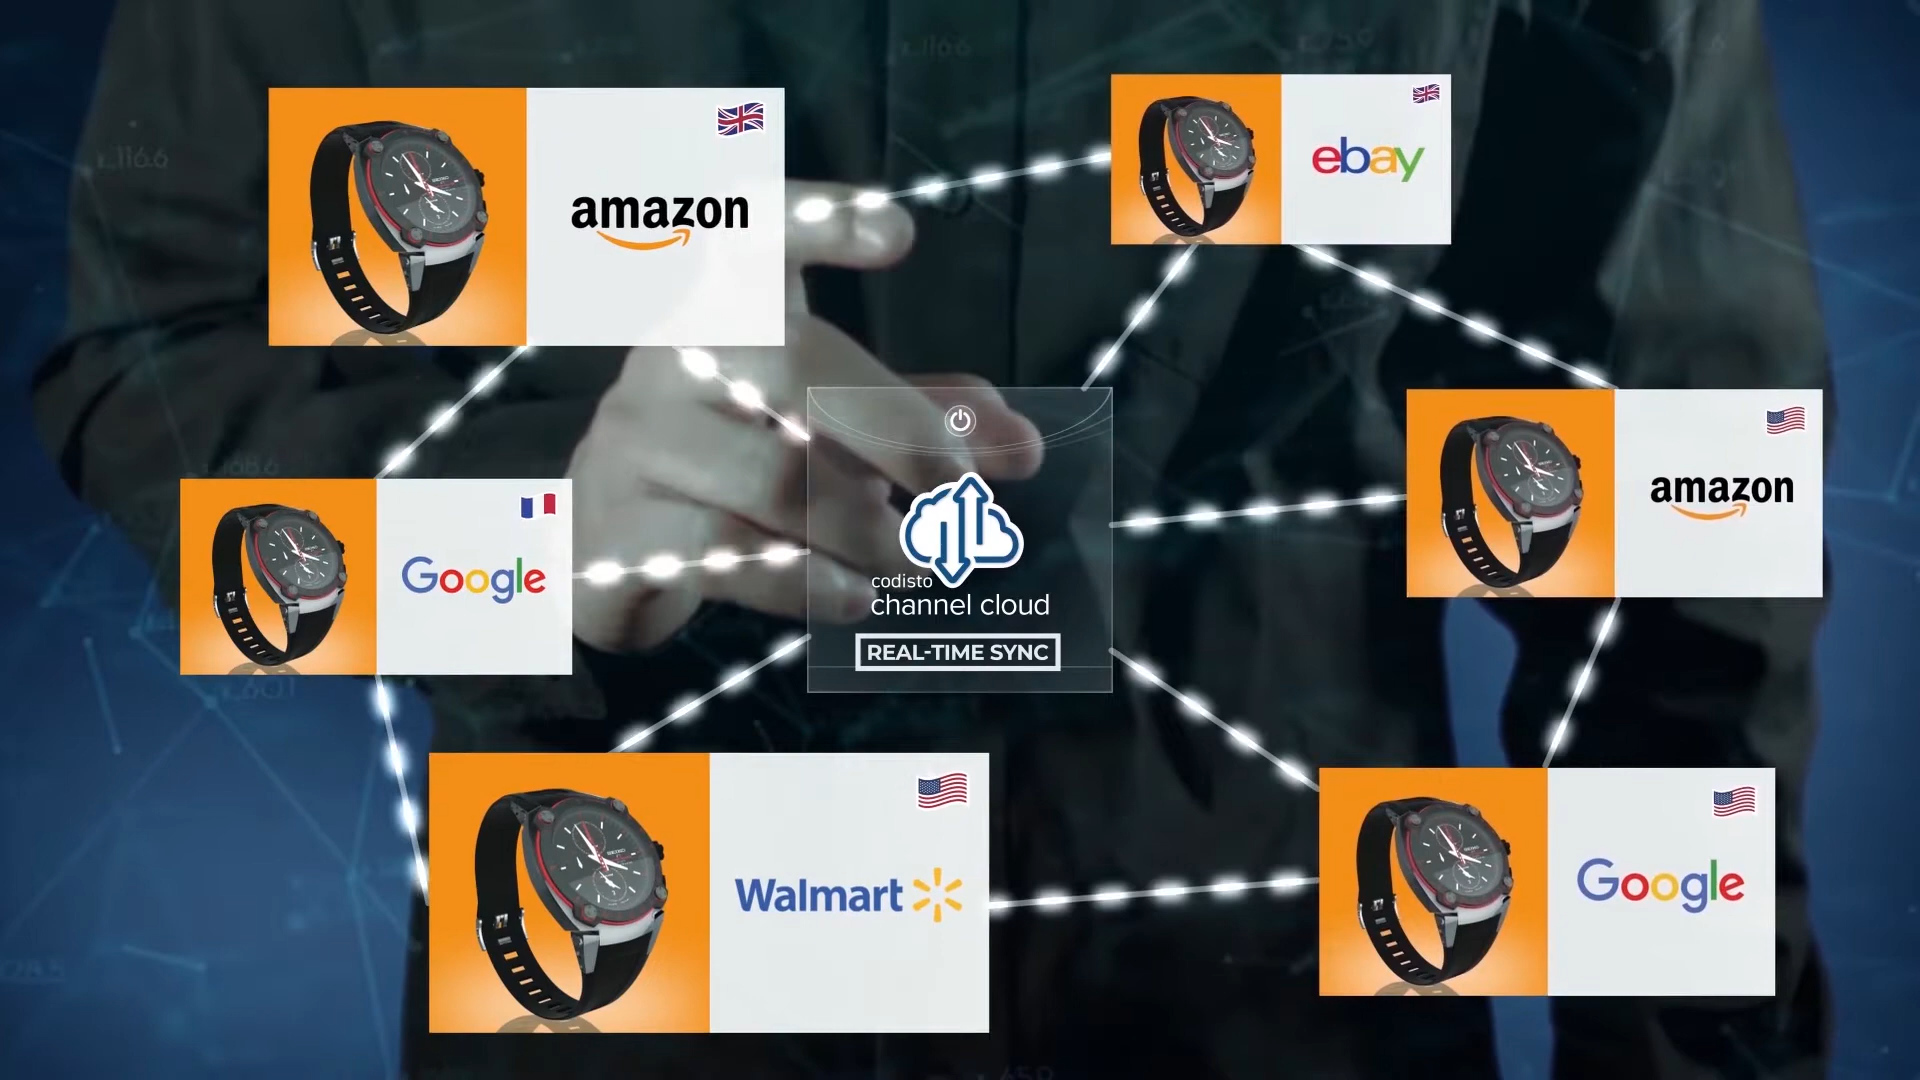 amazon
ebay
amazon
Google
codisto
channel cloud
REAL-TIME SYNC
Walmart
Google